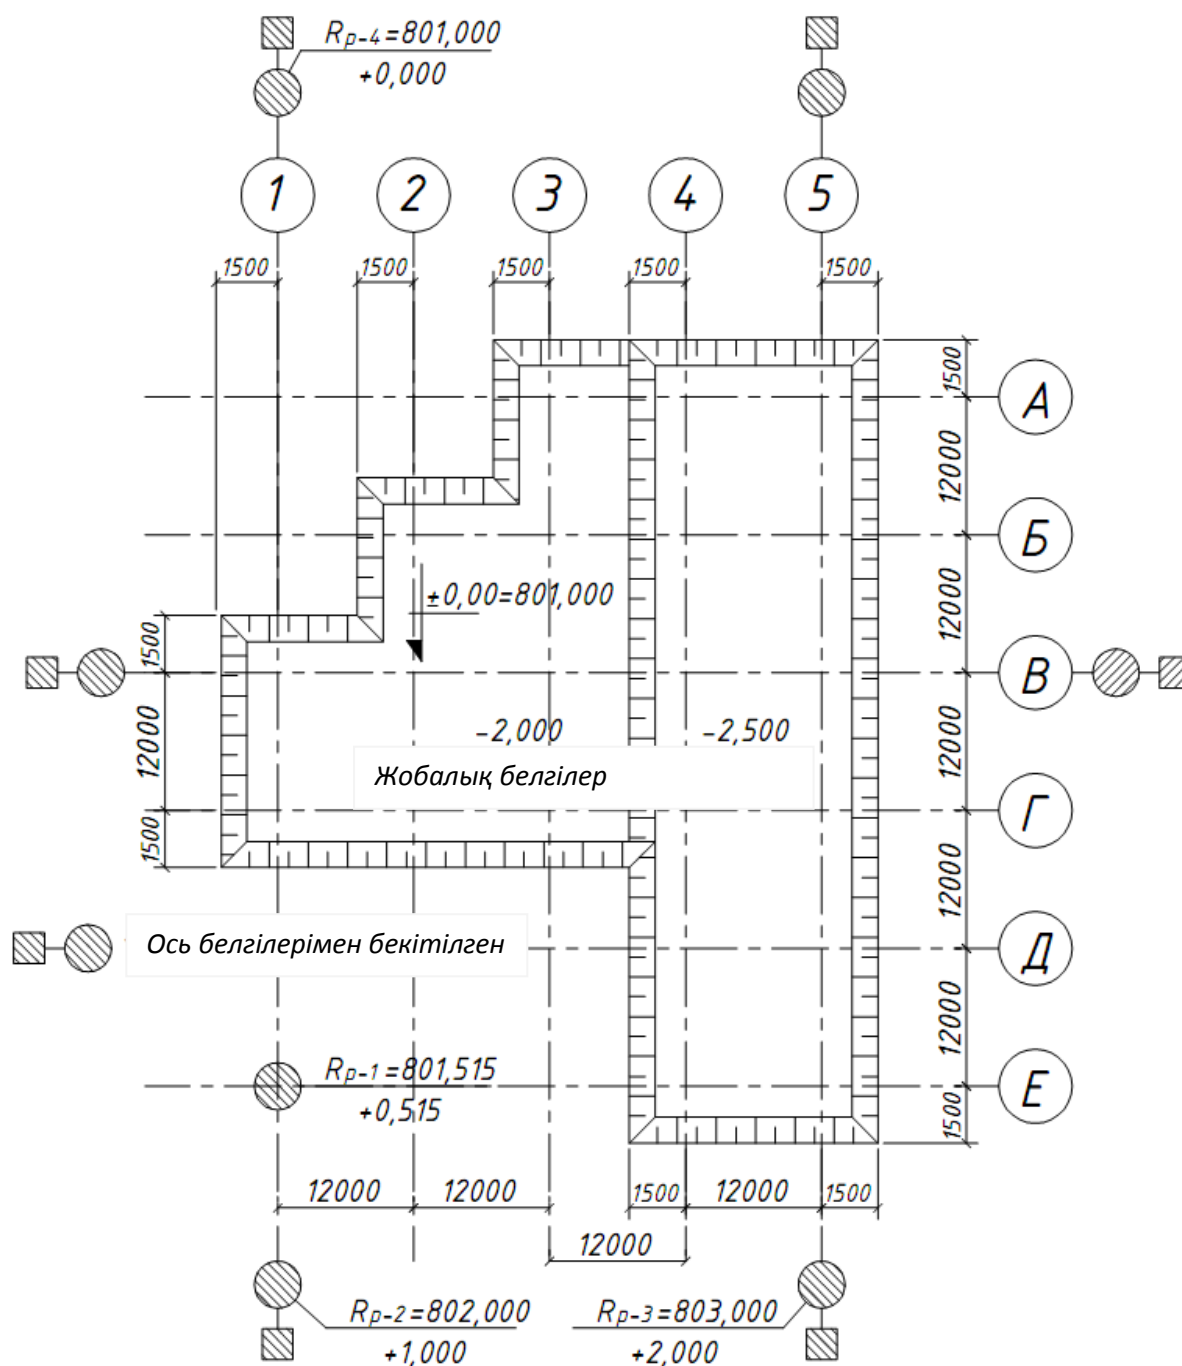 Rp-4=801,000
+0,000
1 2 3 4 5
1500 1500 1500 1500 1500
1500
А
12000
Б
±0,00=801,000
12000
1500
В
-2,000 -2,500
12000
12000
Жобалық белгілер
Г
1500
12000
Ось белгілерімен бекітілген
Д
12000
Rp-1=801,515
+0,515
Е
1500
12000 12000 1500 12000 1500
12000
Rp-2=802,000
+1,000
Rp-3=803,000
+2,000